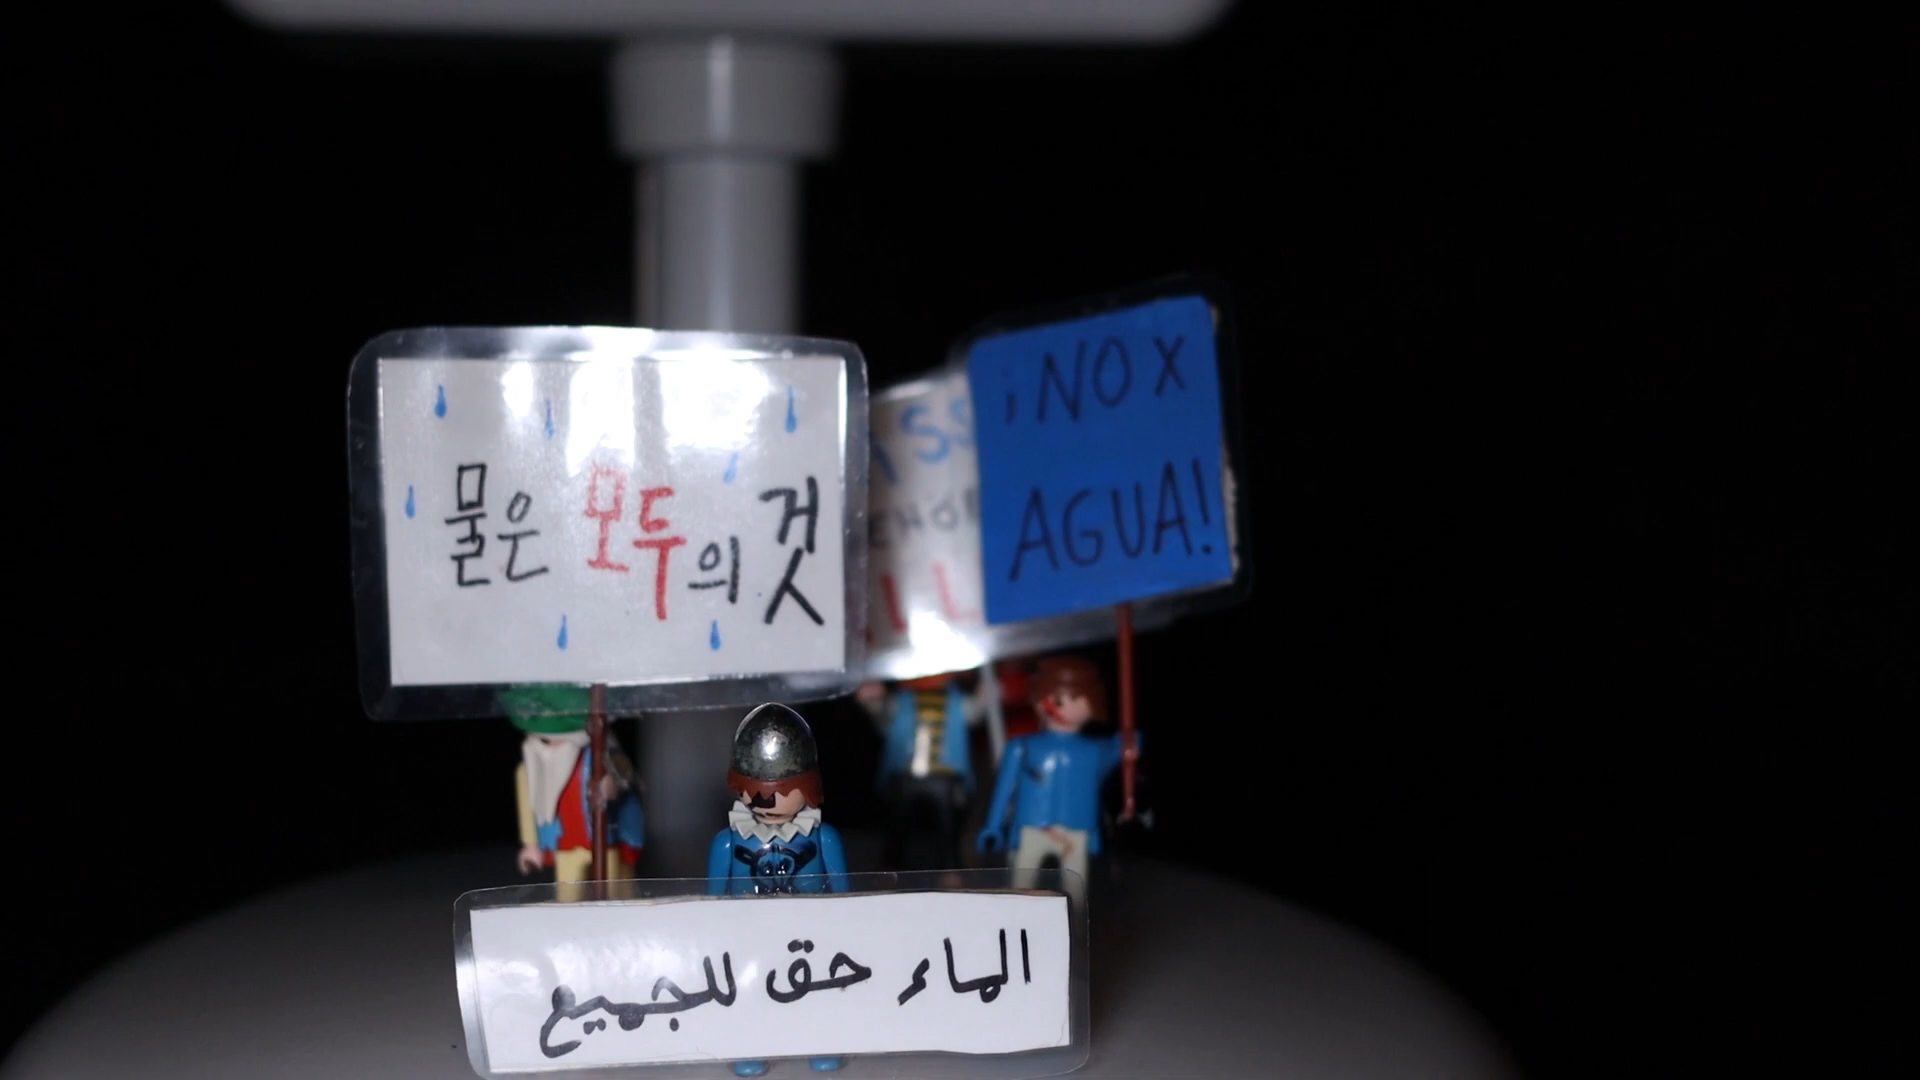 물은 모두의 것
¡NO X
AGUA!
الماء حق للجميع